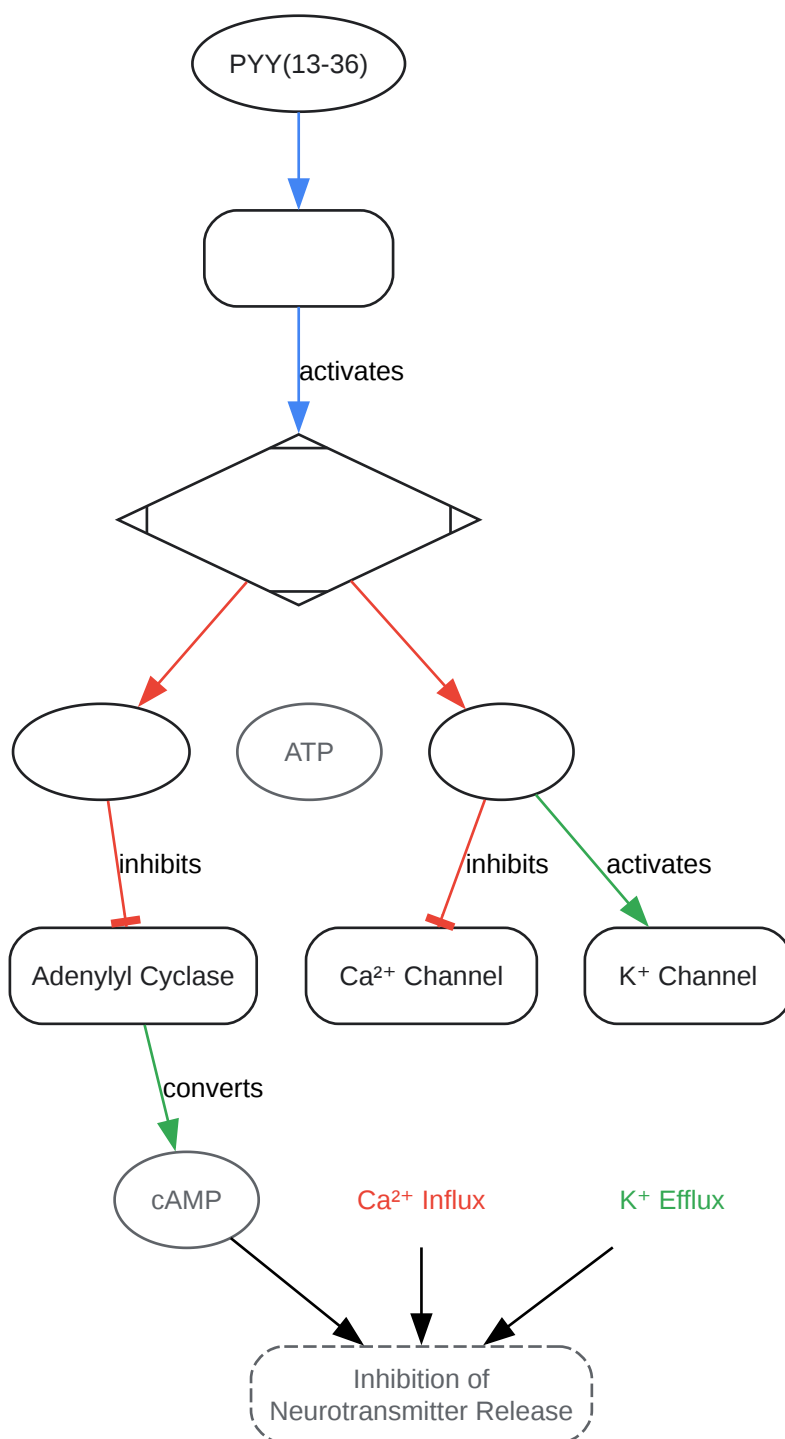 PYY(13-36)
activates
ATP
inhibits
inhibits
activates
Adenylyl Cyclase
Ca²⁺ Channel
K⁺ Channel
converts
cAMP
Ca²⁺ Influx
K⁺ Efflux
Inhibition of
Neurotransmitter Release